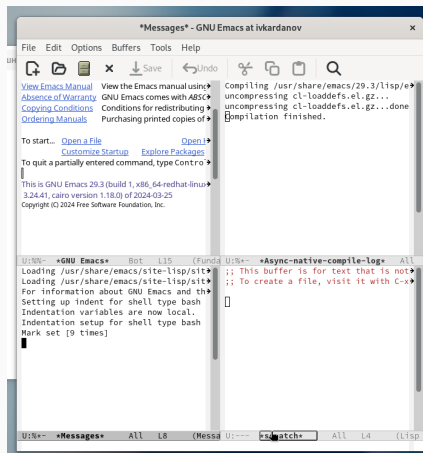 *Messages* - GNU Emacs at ivkardanov
File Edit Options Buffers Tools Help
Save Undo
View Emacs Manual View the Emacs manual using
Absence of Warranty GNU Emacs comes with ABSO
Copying Conditions Conditions for redistributing
Ordering Manuals Purchasing printed copies of
To start... Open a File Open
Customize Startup Explore Packages
To quit a partially entered command, type Contro
This is GNU Emacs 29.3 (build 1, x86_64-redhat-linux
3.24.41, cairo version 1.18.0) of 2024-03-25
Copyright (C) 2024 Free Software Foundation, Inc.
U:%%- *GNU Emacs* Bot L15 (Funda
Compiling /usr/share/emacs/29.3/lisp/e
uncompressing cl-loaddefs.el.gz...
uncompressing cl-loaddefs.el.gz...done
Compilation finished.
U:%*- *Async-native-compile-log* All
Loading /usr/share/emacs/site-lisp/sit
Loading /usr/share/emacs/site-lisp/sit
For information about GNU Emacs and th
Setting up indent for shell type bash
Indentation variables are now local.
Indentation setup for shell type bash
Mark set [9 times]
U:%*- *Messages* All L8 (Messa
;; This buffer is for text that is not
;; To create a file, visit it with C-x
U:--- *scratch* All L4 (Lisp